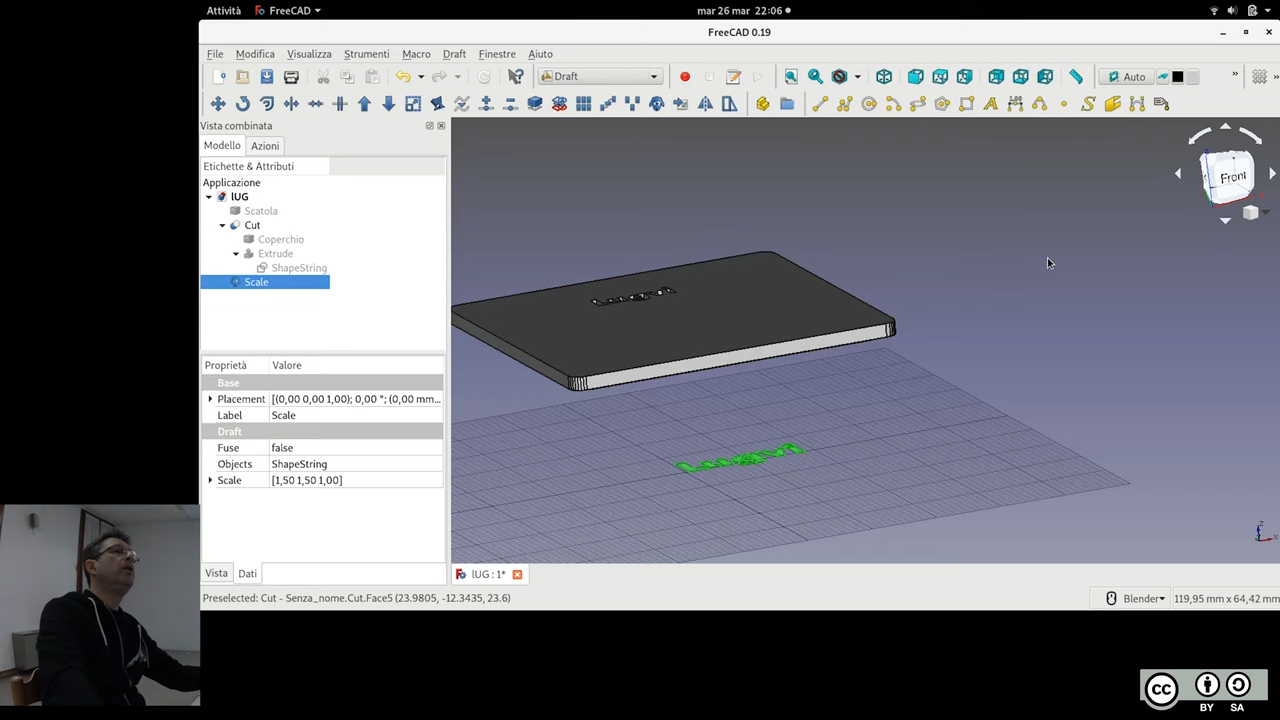 Attività FreeCAD mar 26 mar 22:06
FreeCAD 0.19
File Modifica Visualizza Strumenti Macro Draft Finestre Aiuto
Draft Auto » »
Vista combinata
Modello Azioni
Etichette & Attributi
Applicazione
lUG
Scatola
Cut
Coperchio
Extrude
ShapeString
Scale
Front
Proprietà Valore
Base
Placement [(0,00 0,00 1,00); 0,00 °; (0,00 mm...
Label Scale
Draft
Fuse false
Objects ShapeString
Scale [1,50 1,50 1,00]
Vista Dati
lUG : 1*
Preselected: Cut - Senza_nome.Cut.Face5 (23.9805, -12.3435, 23.6)
Blender 119,95 mm x 64,42 mm
CC BY SA